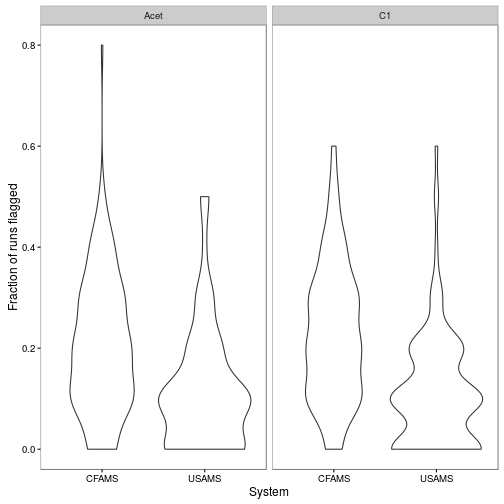 Acet
C1
Fraction of runs flagged
0.8
0.6
0.4
0.2
0.0
CFAMS
USAMS
CFAMS
USAMS
System